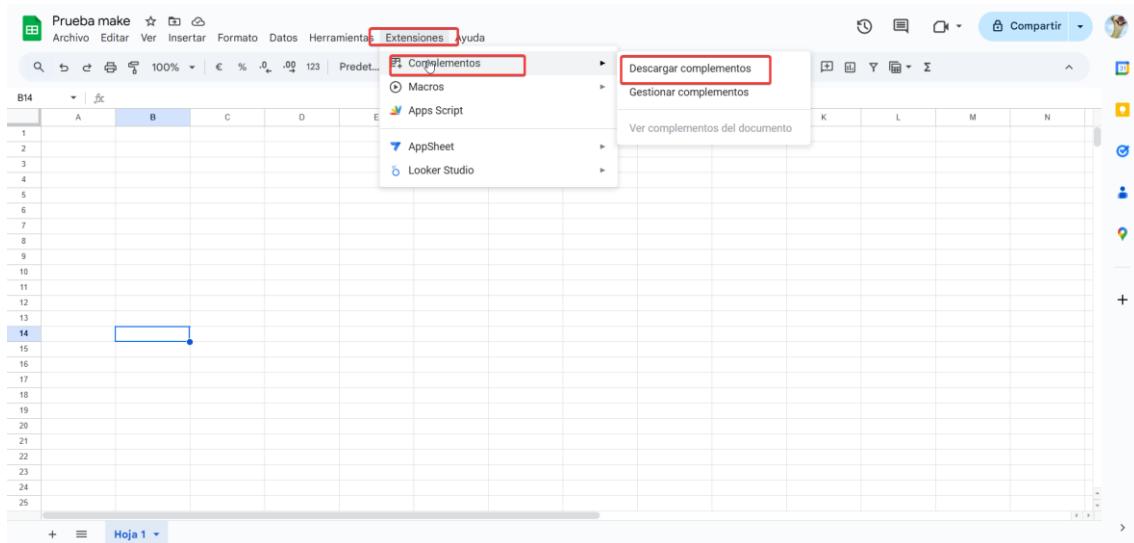 Prueba make
Archivo Editar Ver Insertar Formato Datos Herramientas Extensiones Ayuda
Compartir
100% € % .0 .00 123 Predet...
Complementos
Macros
Apps Script
AppSheet
Looker Studio
Descargar complementos
Gestionar complementos
Ver complementos del documento
31
B14 fx
A B C D E K L M N
1
2
3
4
5
6
7
8
9
10
11
12
13
14
15
16
17
18
19
20
21
22
23
24
25
Hoja 1